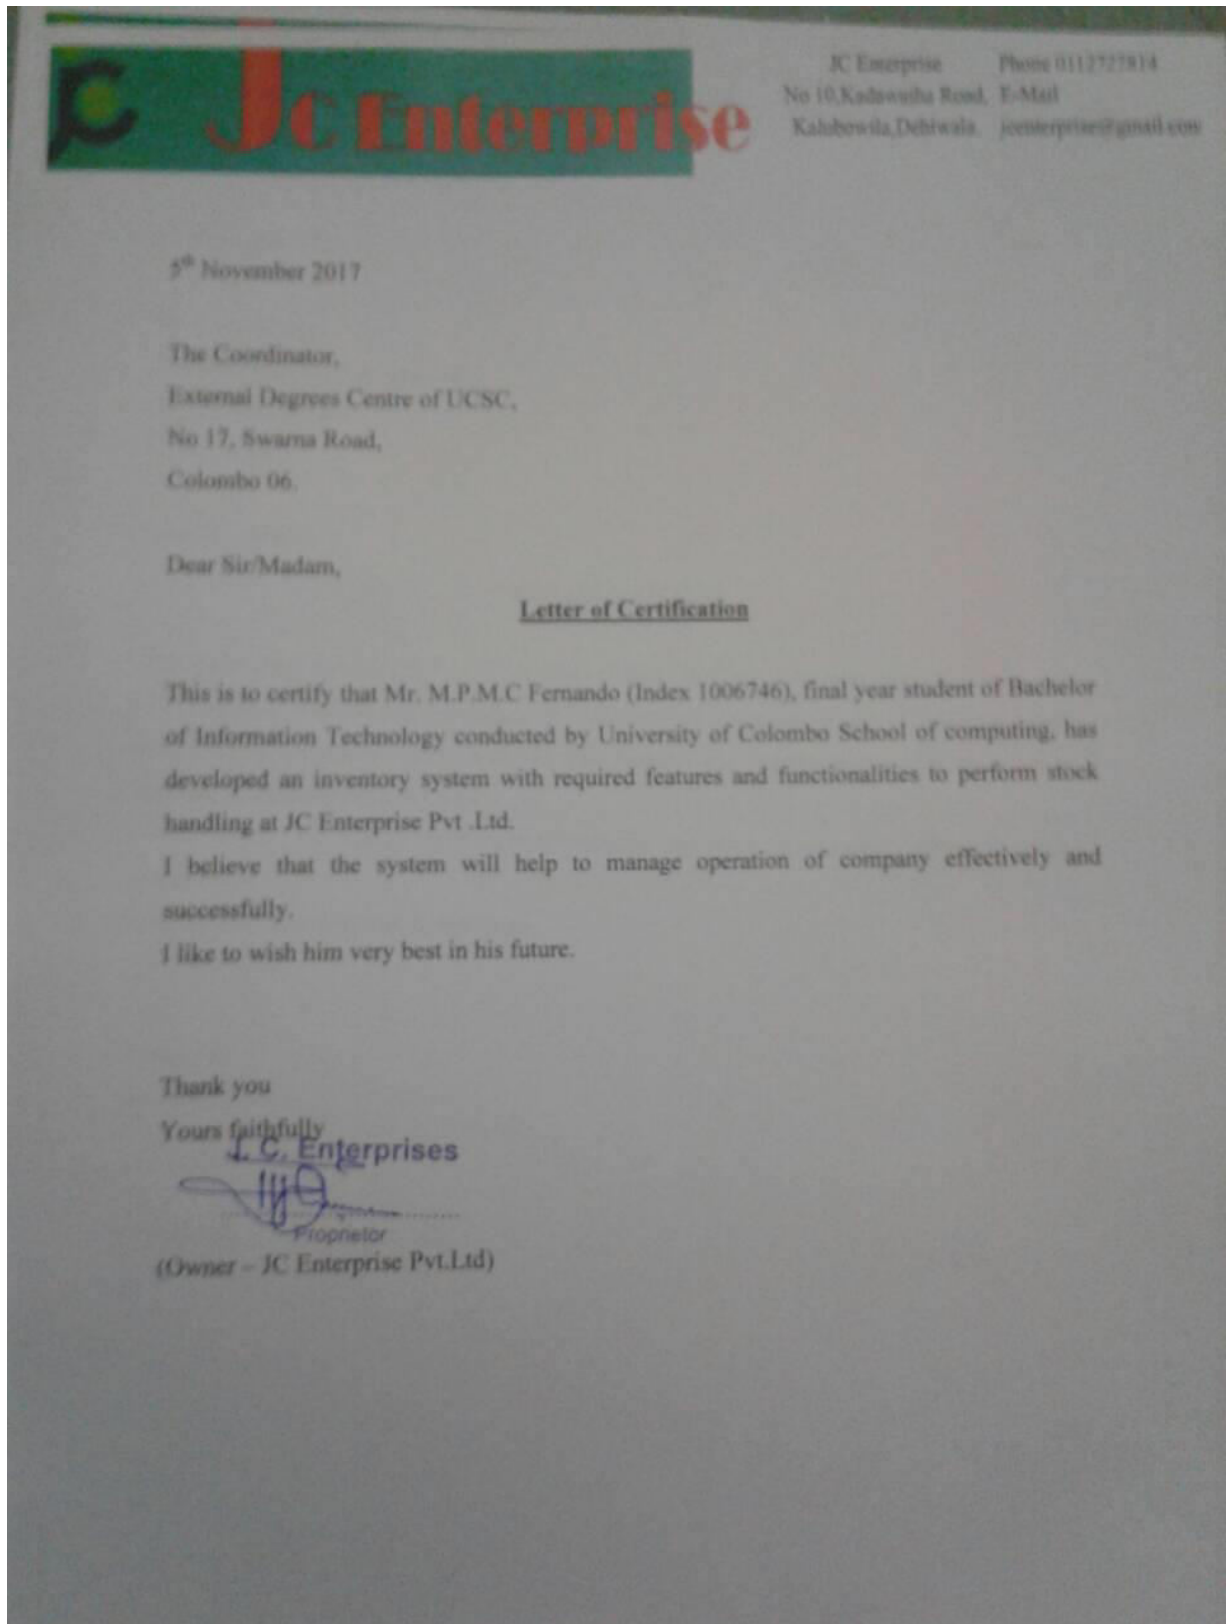 JC Enterprise
JC Enterprise Phone 0112727814
No 10,Kadawatha Road, E-Mail
Kalubowila,Dehiwala. jcenterprise@gmail.com
5th November 2017
The Coordinator,
External Degrees Centre of UCSC,
No 17, Swarna Road,
Colombo 06.
Dear Sir/Madam,
Letter of Certification
This is to certify that Mr. M.P.M.C Fernando (Index 1006746), final year student of Bachelor
of Information Technology conducted by University of Colombo School of computing, has
developed an inventory system with required features and functionalities to perform stock
handling at JC Enterprise Pvt .Ltd.
I believe that the system will help to manage operation of company effectively and
successfully.
I like to wish him very best in his future.
Thank you
Yours faithfully
J. C. Enterprises
Proprietor
(Owner – JC Enterprise Pvt.Ltd)